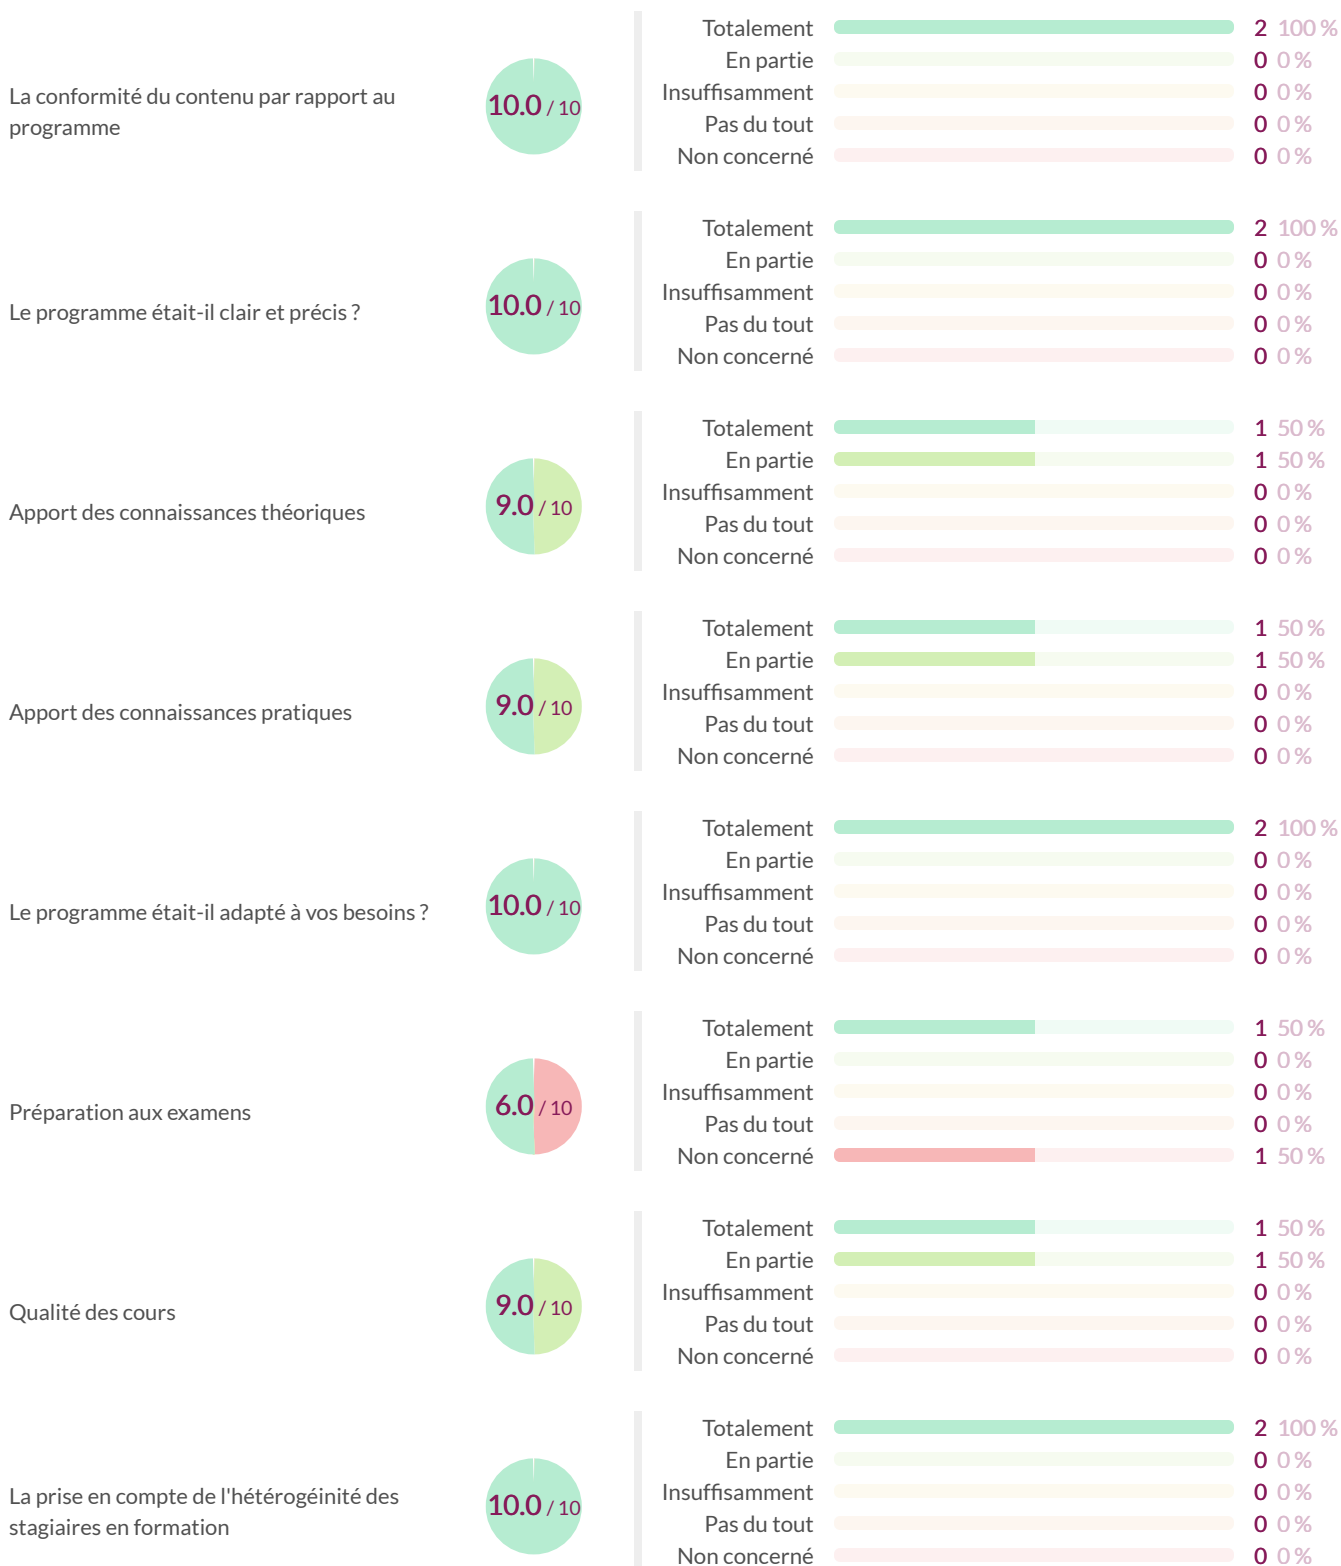 La conformité du contenu par rapport au
programme
10.0 / 10
Totalement 2 100 %
En partie 0 0 %
Insuffisamment 0 0 %
Pas du tout 0 0 %
Non concerné 0 0 %
Le programme était-il clair et précis ?
10.0 / 10
Totalement 2 100 %
En partie 0 0 %
Insuffisamment 0 0 %
Pas du tout 0 0 %
Non concerné 0 0 %
Apport des connaissances théoriques
9.0 / 10
Totalement 1 50 %
En partie 1 50 %
Insuffisamment 0 0 %
Pas du tout 0 0 %
Non concerné 0 0 %
Apport des connaissances pratiques
9.0 / 10
Totalement 1 50 %
En partie 1 50 %
Insuffisamment 0 0 %
Pas du tout 0 0 %
Non concerné 0 0 %
Le programme était-il adapté à vos besoins ?
10.0 / 10
Totalement 2 100 %
En partie 0 0 %
Insuffisamment 0 0 %
Pas du tout 0 0 %
Non concerné 0 0 %
Préparation aux examens
6.0 / 10
Totalement 1 50 %
En partie 0 0 %
Insuffisamment 0 0 %
Pas du tout 0 0 %
Non concerné 1 50 %
Qualité des cours
9.0 / 10
Totalement 1 50 %
En partie 1 50 %
Insuffisamment 0 0 %
Pas du tout 0 0 %
Non concerné 0 0 %
La prise en compte de l'hétérogéinité des
stagiaires en formation
10.0 / 10
Totalement 2 100 %
En partie 0 0 %
Insuffisamment 0 0 %
Pas du tout 0 0 %
Non concerné 0 0 %